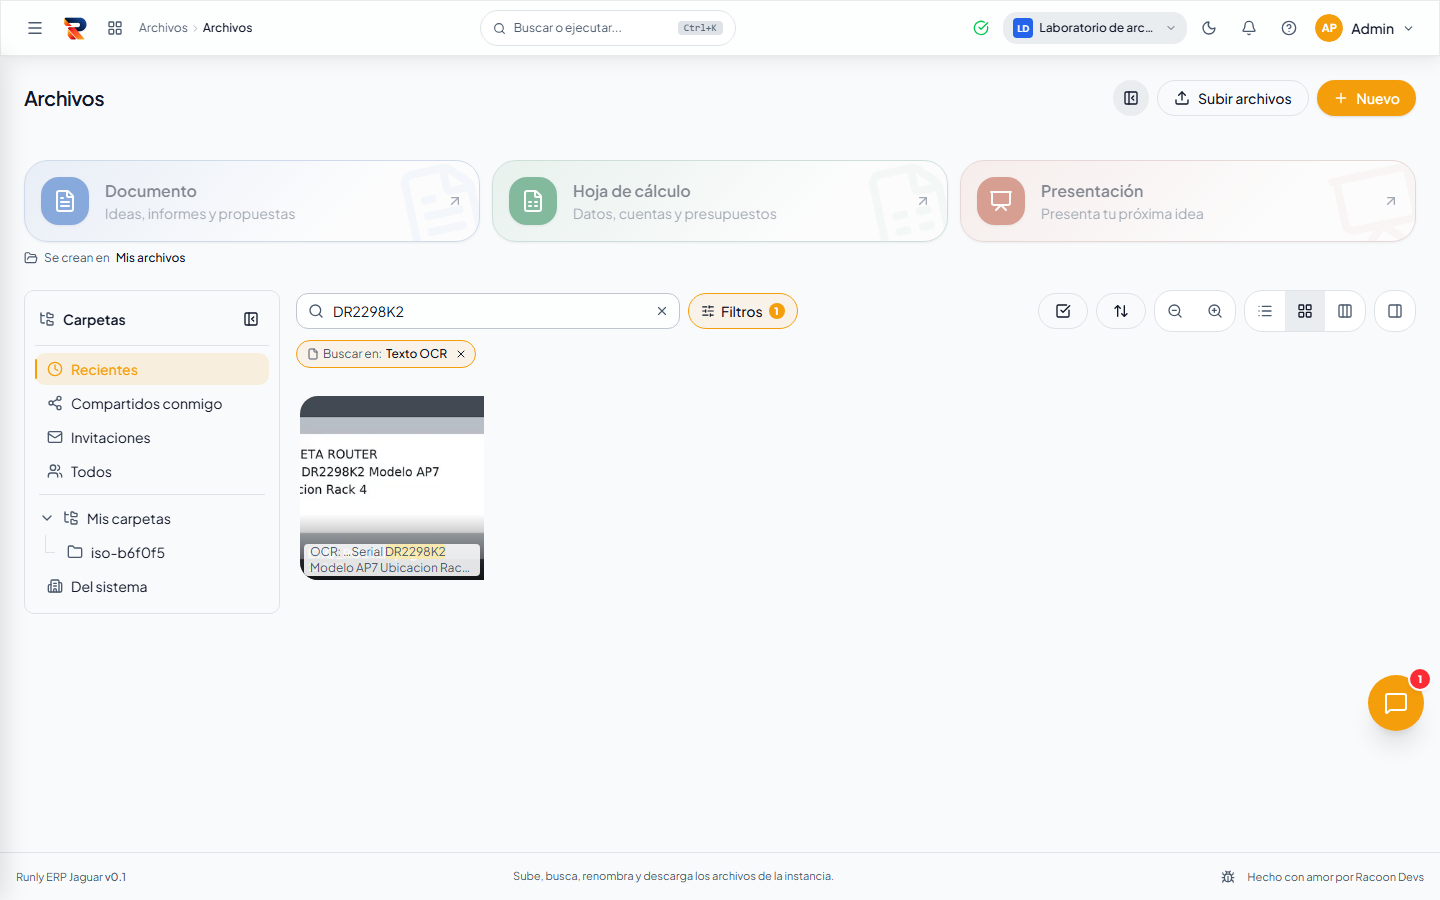 Archivos › Archivos
Buscar o ejecutar...
Ctrl+K
LD
Laboratorio de arc...
AP
Admin
Archivos
Subir archivos
Nuevo
Documento
Ideas, informes y propuestas
Hoja de cálculo
Datos, cuentas y presupuestos
Presentación
Presenta tu próxima idea
Se crean en Mis archivos
Carpetas
Recientes
Compartidos conmigo
Invitaciones
Todos
Mis carpetas
iso-b6f0f5
Del sistema
DR2298K2
Filtros 1
Buscar en: Texto OCR
ETA ROUTER
DR2298K2 Modelo AP7
cion Rack 4
OCR: ...Serial DR2298K2
Modelo AP7 Ubicacion Rac...
1
Runly ERP Jaguar v0.1
Sube, busca, renombra y descarga los archivos de la instancia.
Hecho con amor por Racoon Devs